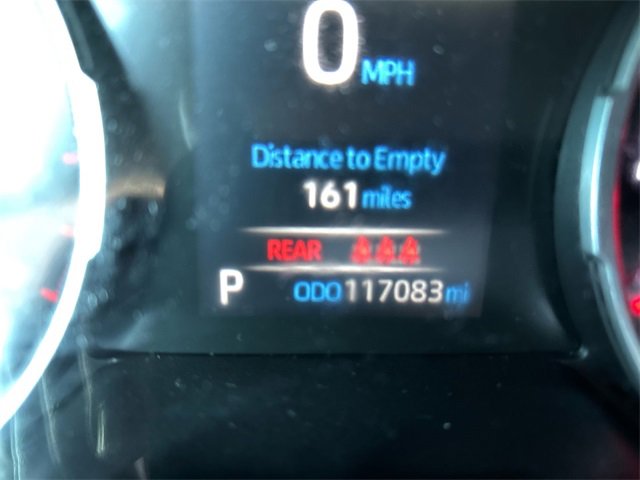 0 MPH
Distance to Empty
161 miles
REAR
P ODO 117083 mi